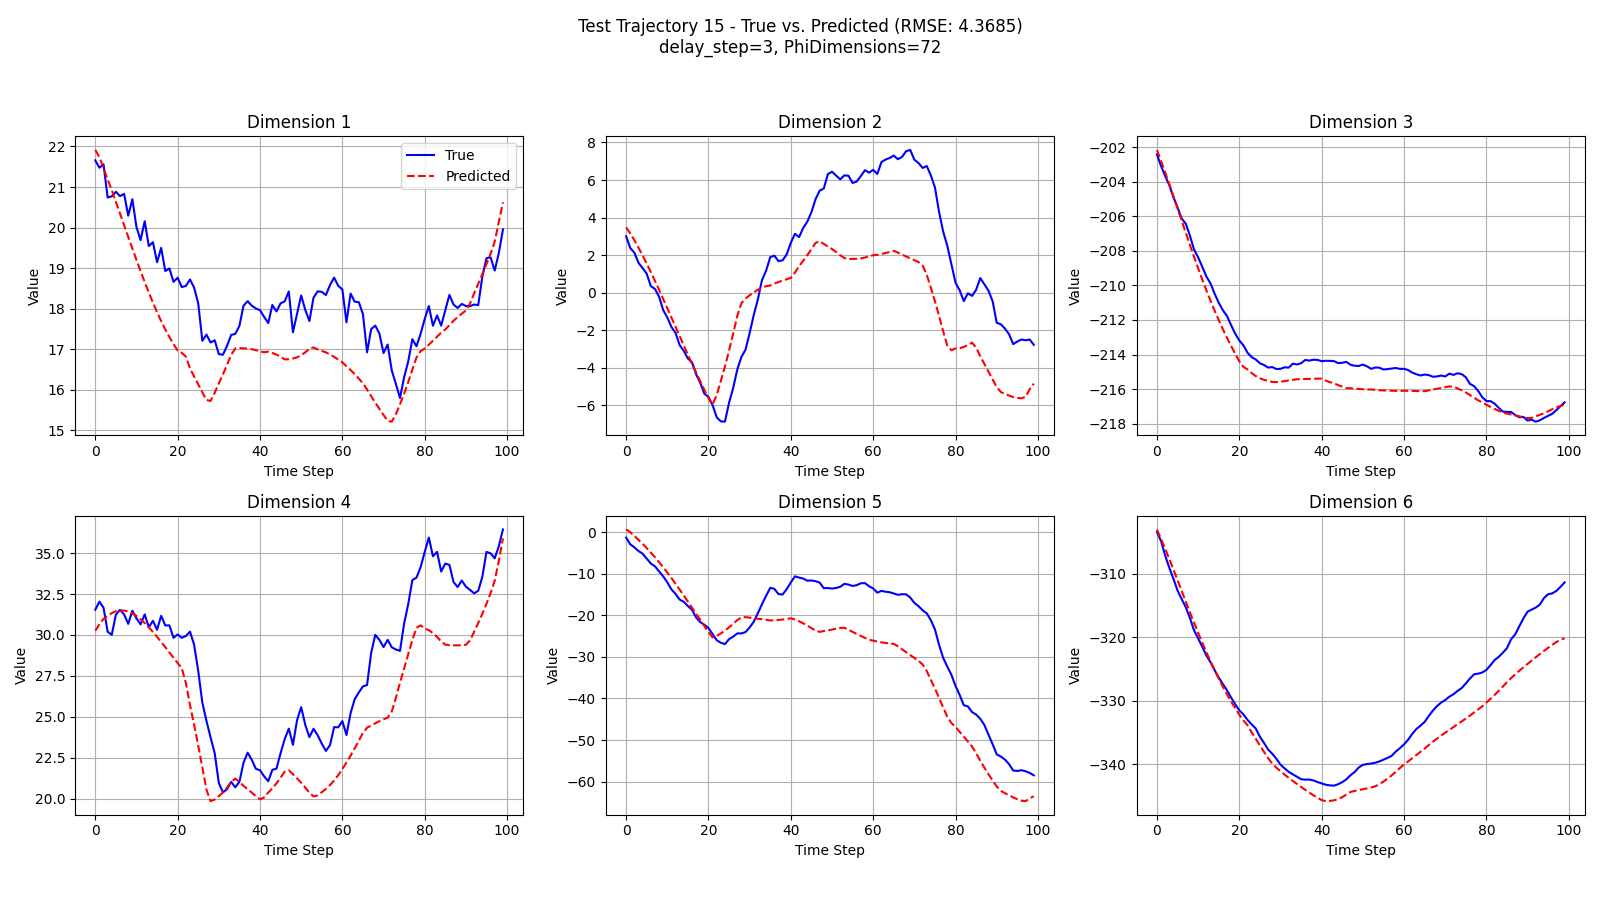 Test Trajectory 15 - True vs. Predicted (RMSE: 4.3685)
delay_step=3, PhiDimensions=72
Dimension 1
True
Predicted
22
21
20
19
18
17
16
15
Value
0 20 40 60 80 100
Time Step
Dimension 2
8
6
4
2
0
−2
−4
−6
Value
0 20 40 60 80 100
Time Step
Dimension 3
−202
−204
−206
−208
−210
−212
−214
−216
−218
Value
0 20 40 60 80 100
Time Step
Dimension 4
35.0
32.5
30.0
27.5
25.0
22.5
20.0
Value
0 20 40 60 80 100
Time Step
Dimension 5
0
−10
−20
−30
−40
−50
−60
Value
0 20 40 60 80 100
Time Step
Dimension 6
−310
−320
−330
−340
Value
0 20 40 60 80 100
Time Step